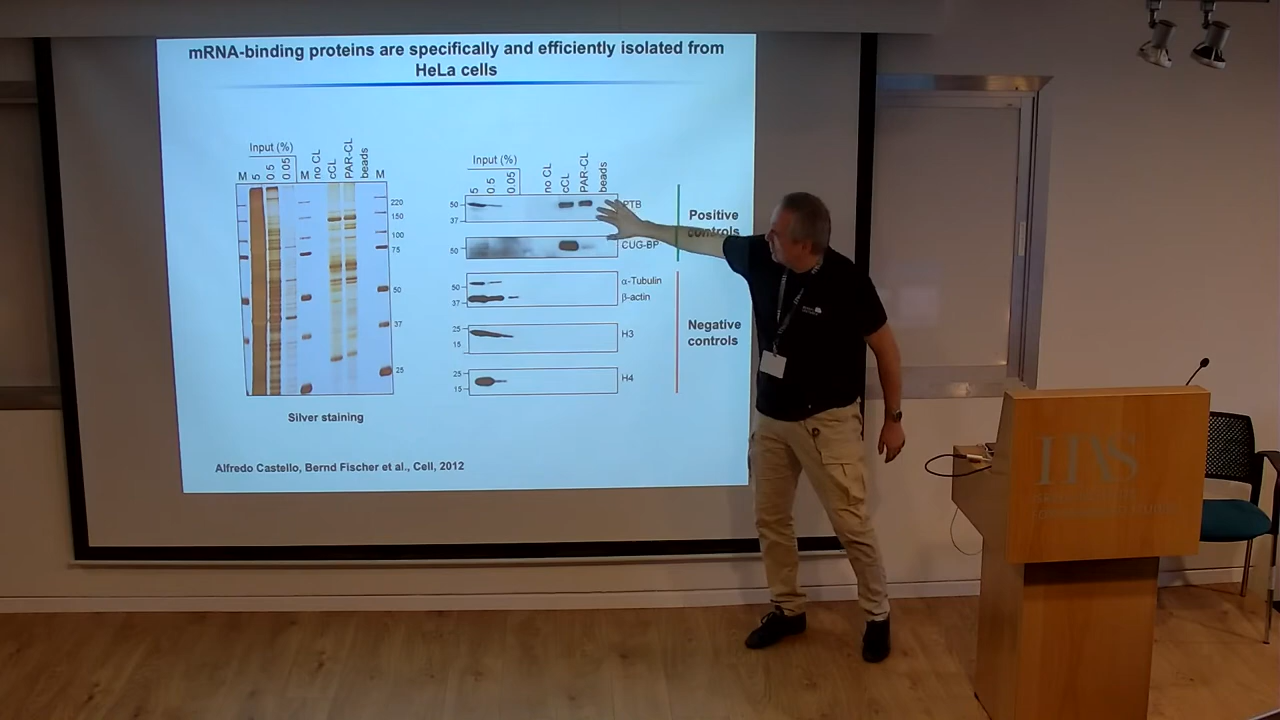 mRNA-binding proteins are specifically and efficiently isolated from
HeLa cells
Input (%)
M 5 0.5 0.05 M no CL cCL PAR-CL beads M
220
150
100
75
50
37
25
Silver staining
Input (%)
5 0.5 0.05 no CL cCL PAR-CL beads
50
37
PTB
50
CUG-BP
50
37
α-Tubulin
β-actin
25
15
H3
25
15
H4
Positive
controls
Negative
controls
Alfredo Castello, Bernd Fischer et al., Cell, 2012